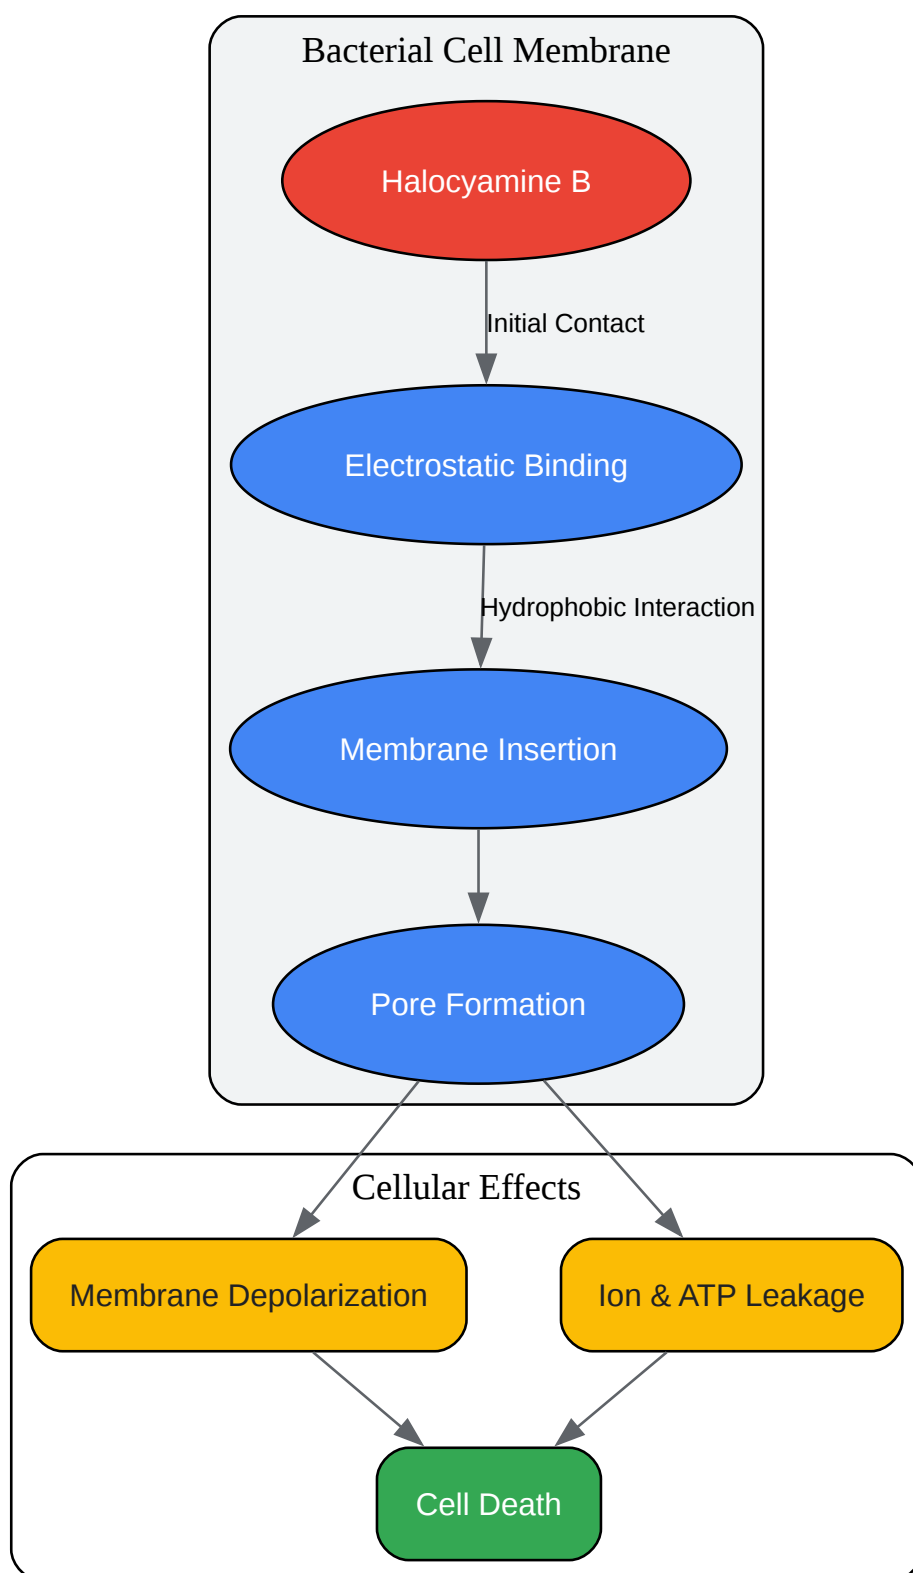 Bacterial Cell Membrane
Halocyamine B
Initial Contact
Electrostatic Binding
Hydrophobic Interaction
Membrane Insertion
Pore Formation
Cellular Effects
Membrane Depolarization
Ion & ATP Leakage
Cell Death